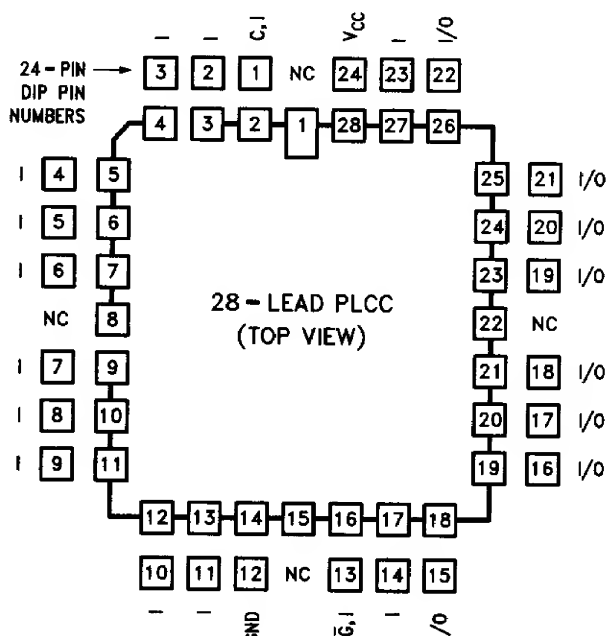 I I C, I VCC I I/O
24-PIN DIP PIN NUMBERS
3 2 1 NC 24 23 22
4 3 2 1 28 27 26
I 4 5 25 21 I/O
I 5 6 24 20 I/O
I 6 7 23 19 I/O
NC 8 22 NC
28-LEAD PLCC
(TOP VIEW)
I 7 9 21 18 I/O
I 8 10 20 17 I/O
I 9 11 19 16 I/O
12 13 14 15 16 17 18
10 11 12 NC 13 14 15
I I GND G, I I I/O